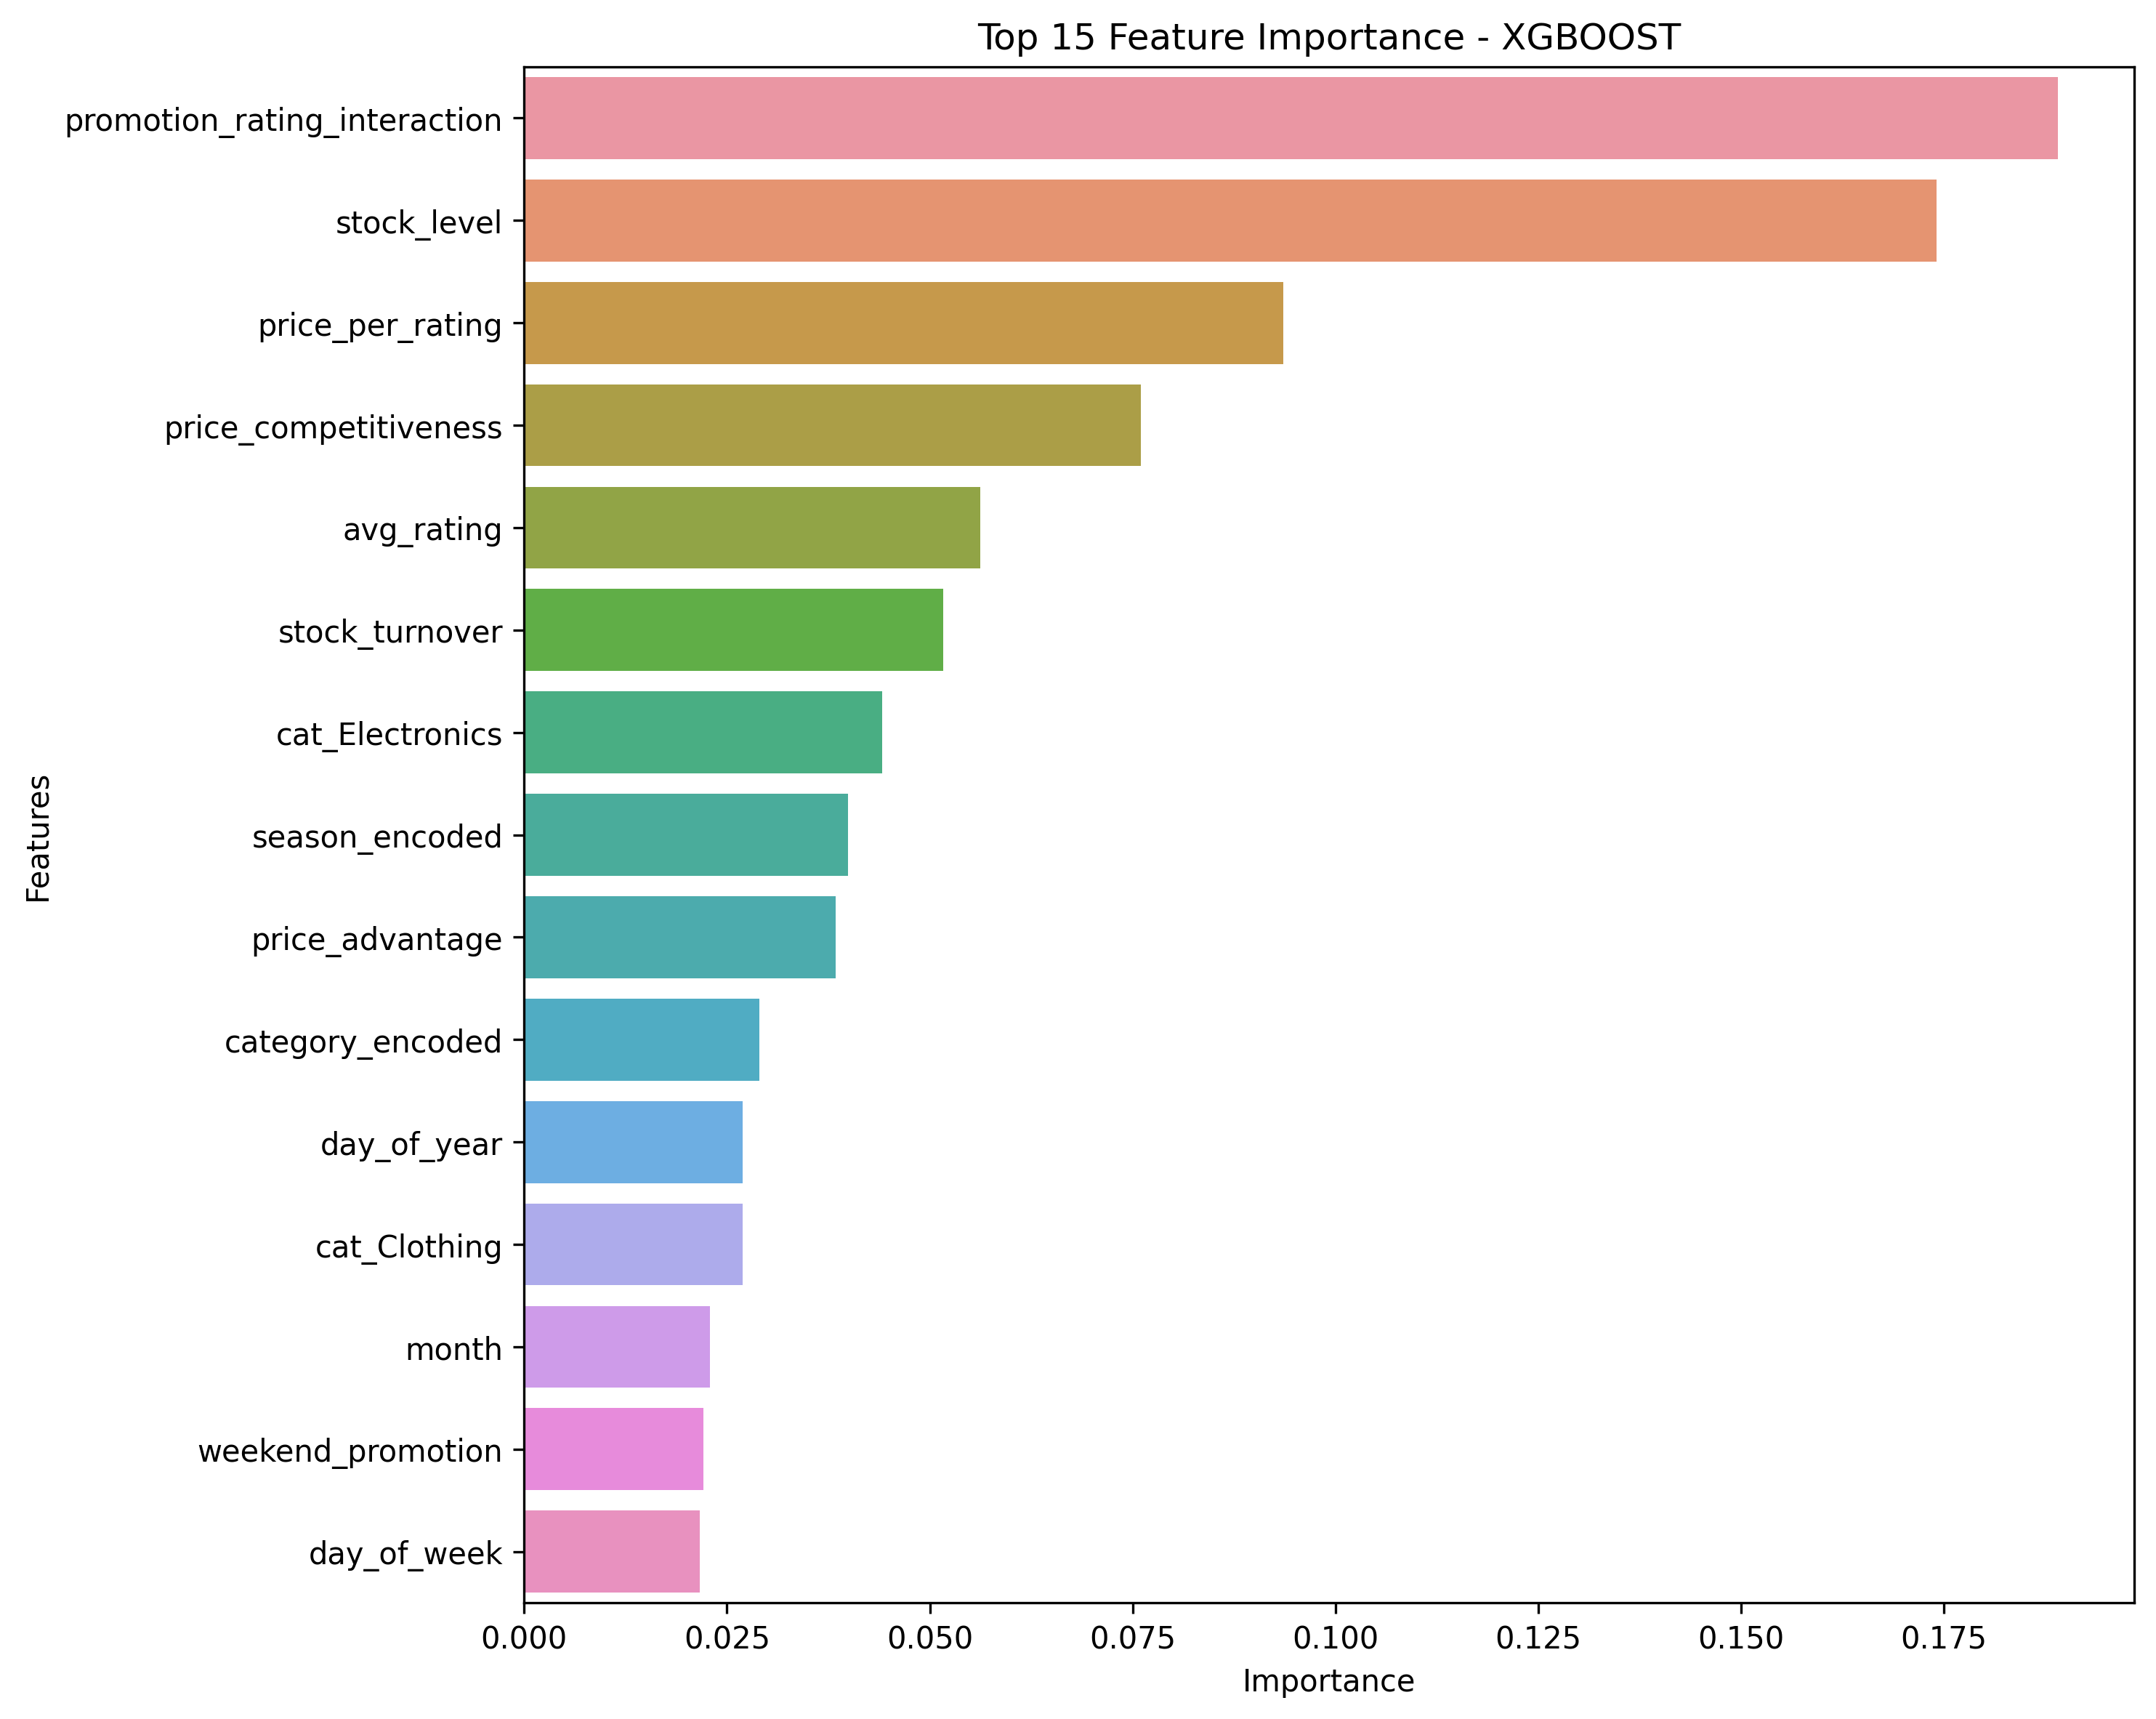 Top 15 Feature Importance - XGBOOST
promotion_rating_interaction
stock_level
price_per_rating
price_competitiveness
avg_rating
stock_turnover
cat_Electronics
season_encoded
price_advantage
category_encoded
day_of_year
cat_Clothing
month
weekend_promotion
day_of_week
Features
0.000 0.025 0.050 0.075 0.100 0.125 0.150 0.175
Importance